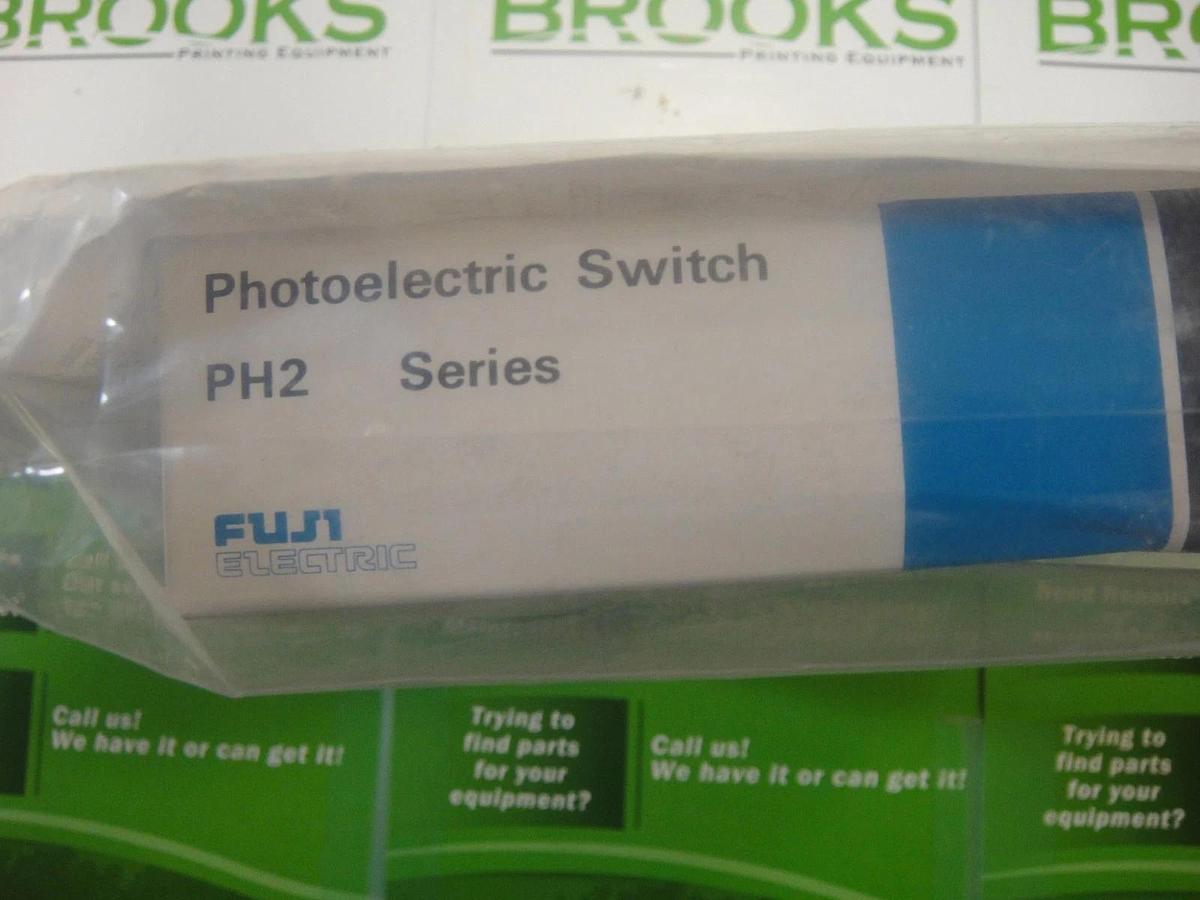 BROOKS
PRINTING EQUIPMENT
BROOKS
PRINTING EQUIPMENT
Photoelectric Switch
PH2 Series
FUJI
ELECTRIC
Call us!
We have it or can get it!
Trying to
find parts
for your
equipment?
Call us!
We have it or can get it!
Trying to
find parts
for your
equipment?